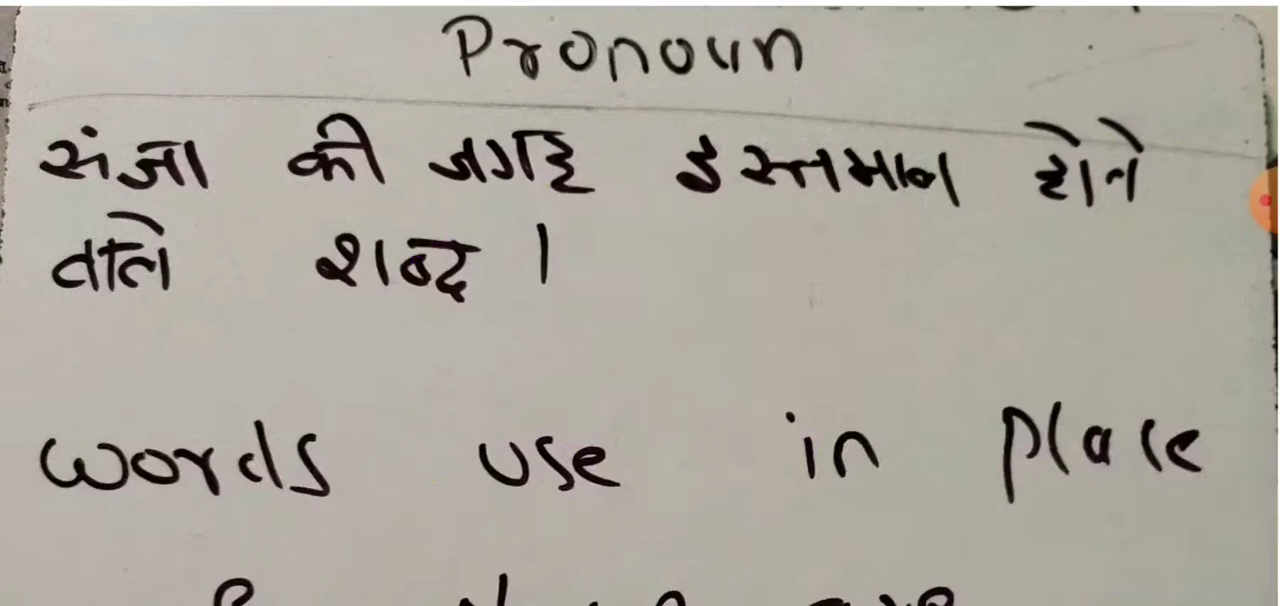 Pronoun
संज्ञा की जगह इस्तमाल होने
वाले शब्द ।
words use in place